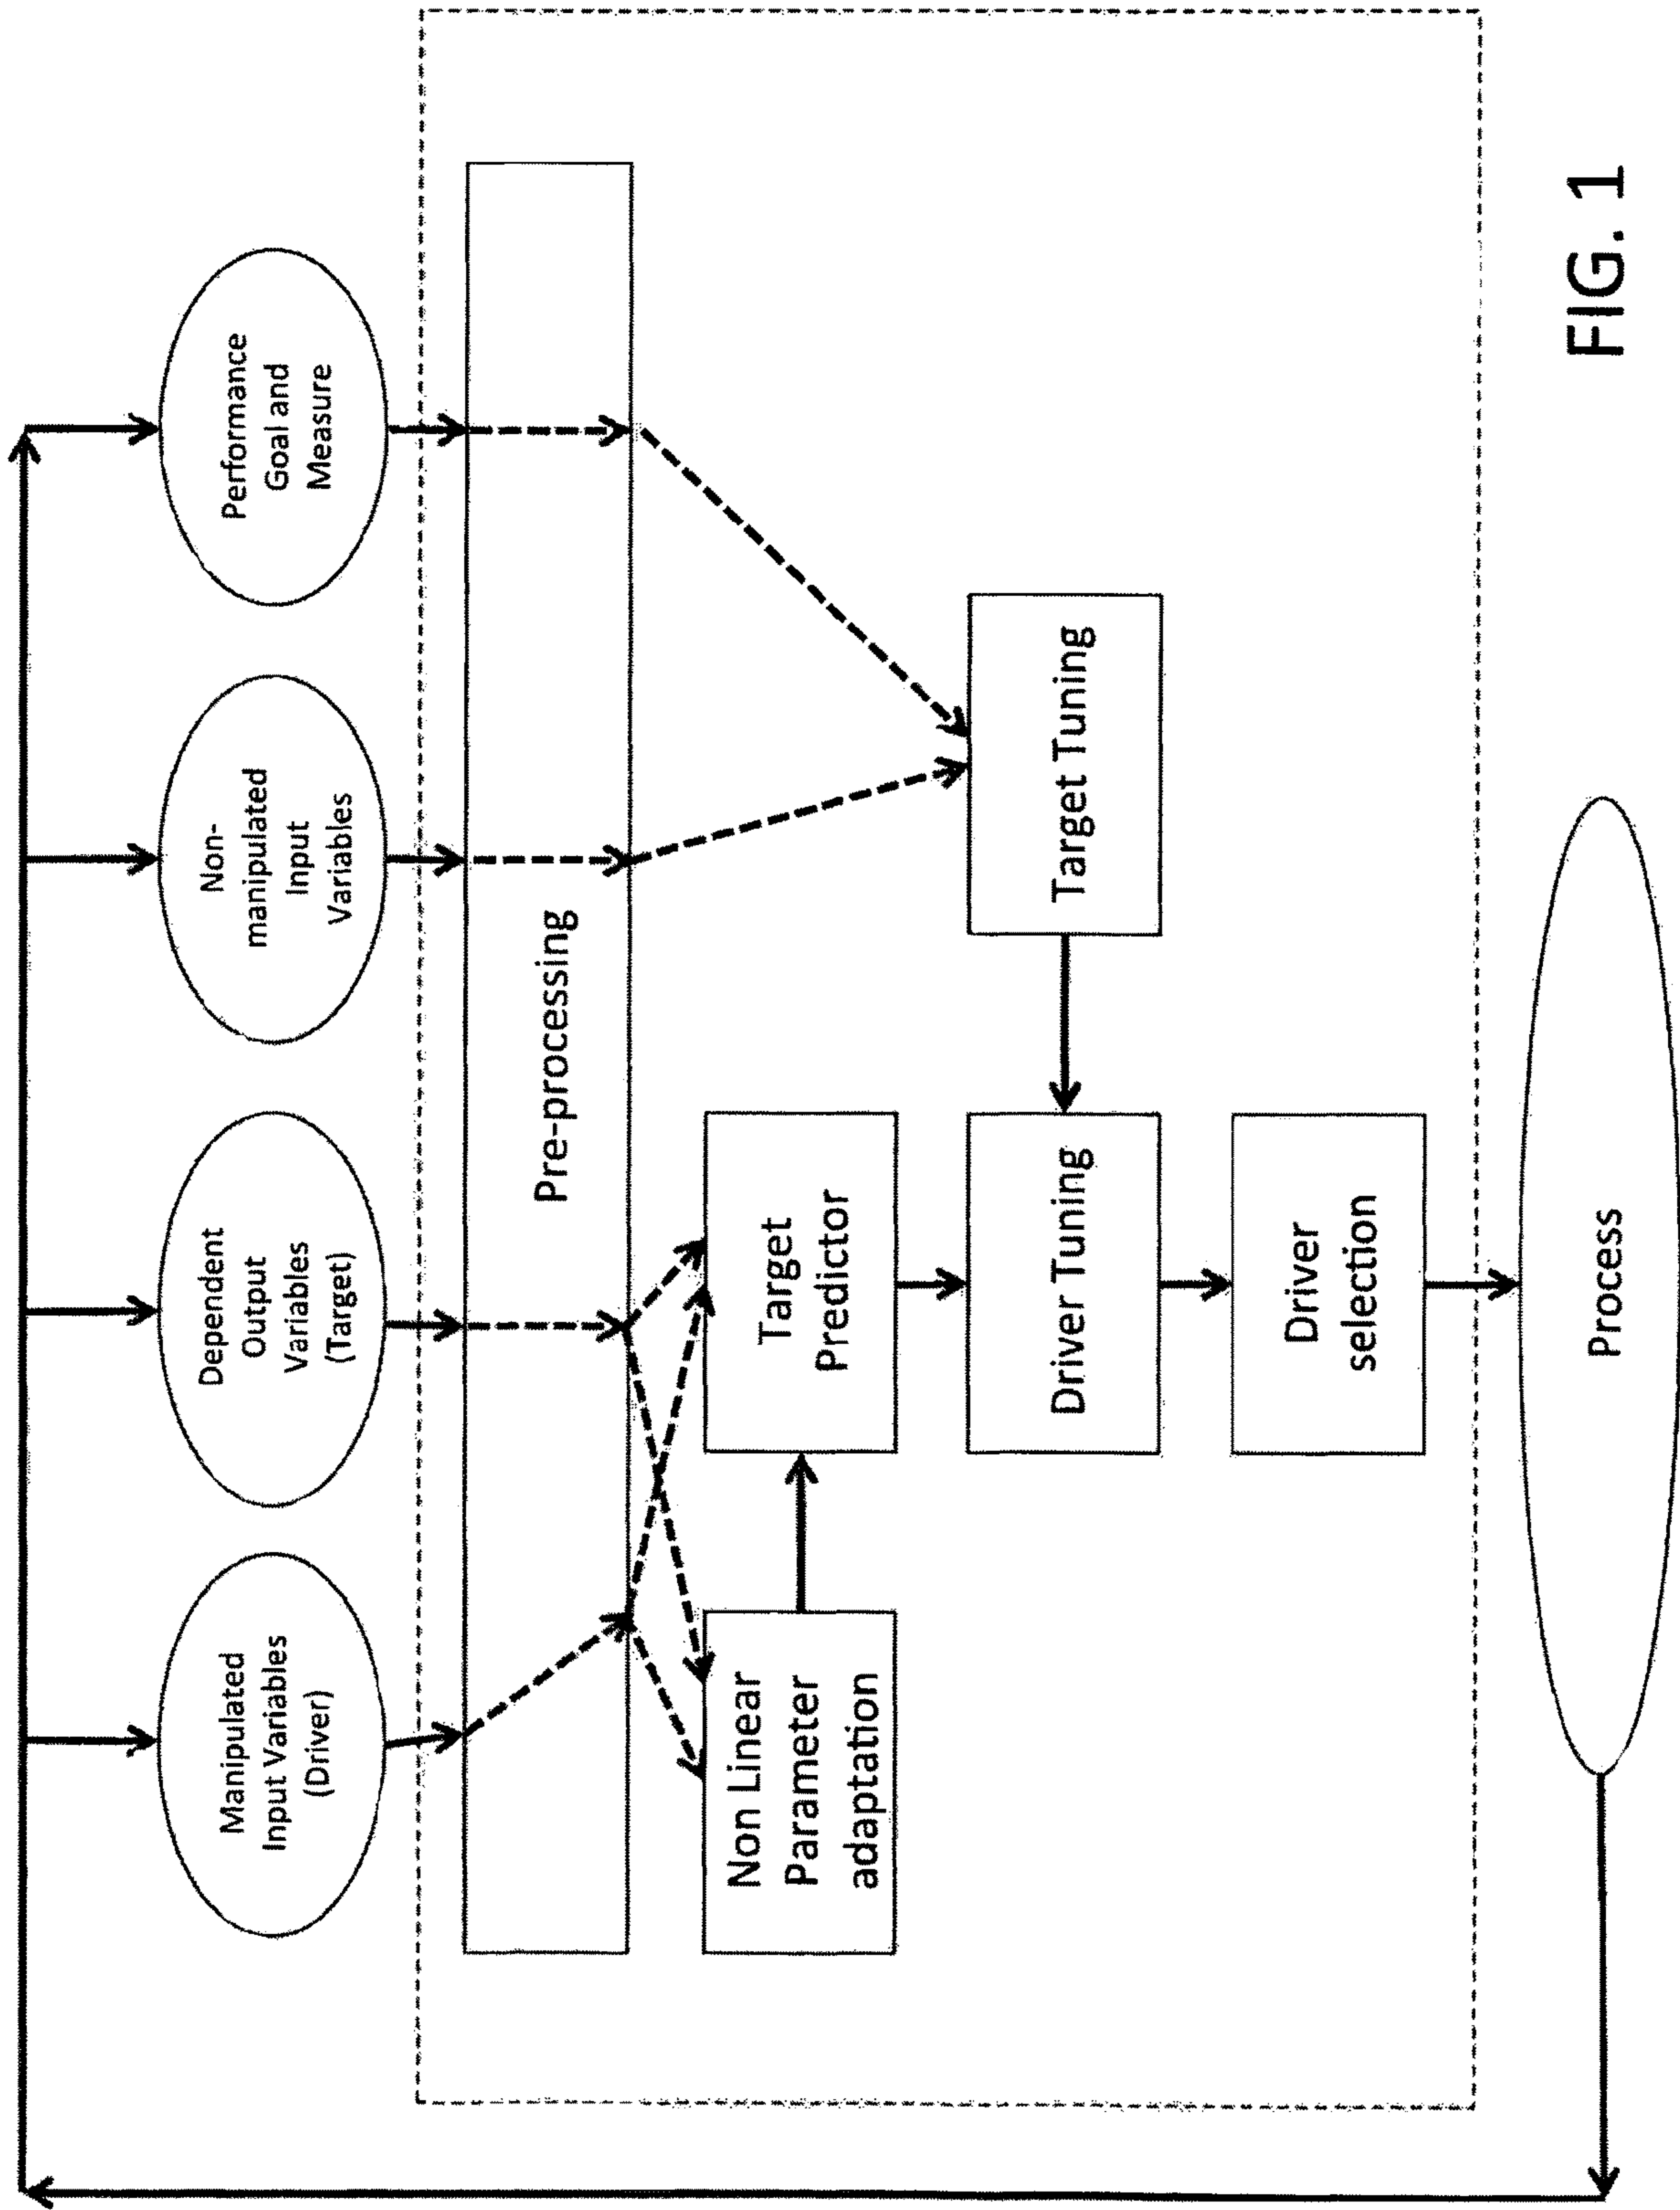 Manipulated
Input Variables
(Driver)
Dependent
Output
Variables
(Target)
Non-
manipulated
Input
Variables
Performance
Goal and
Measure
Pre-processing
Non Linear
Parameter
adaptation
Target
Predictor
Driver Tuning
Target Tuning
Driver
selection
Process
FIG. 1